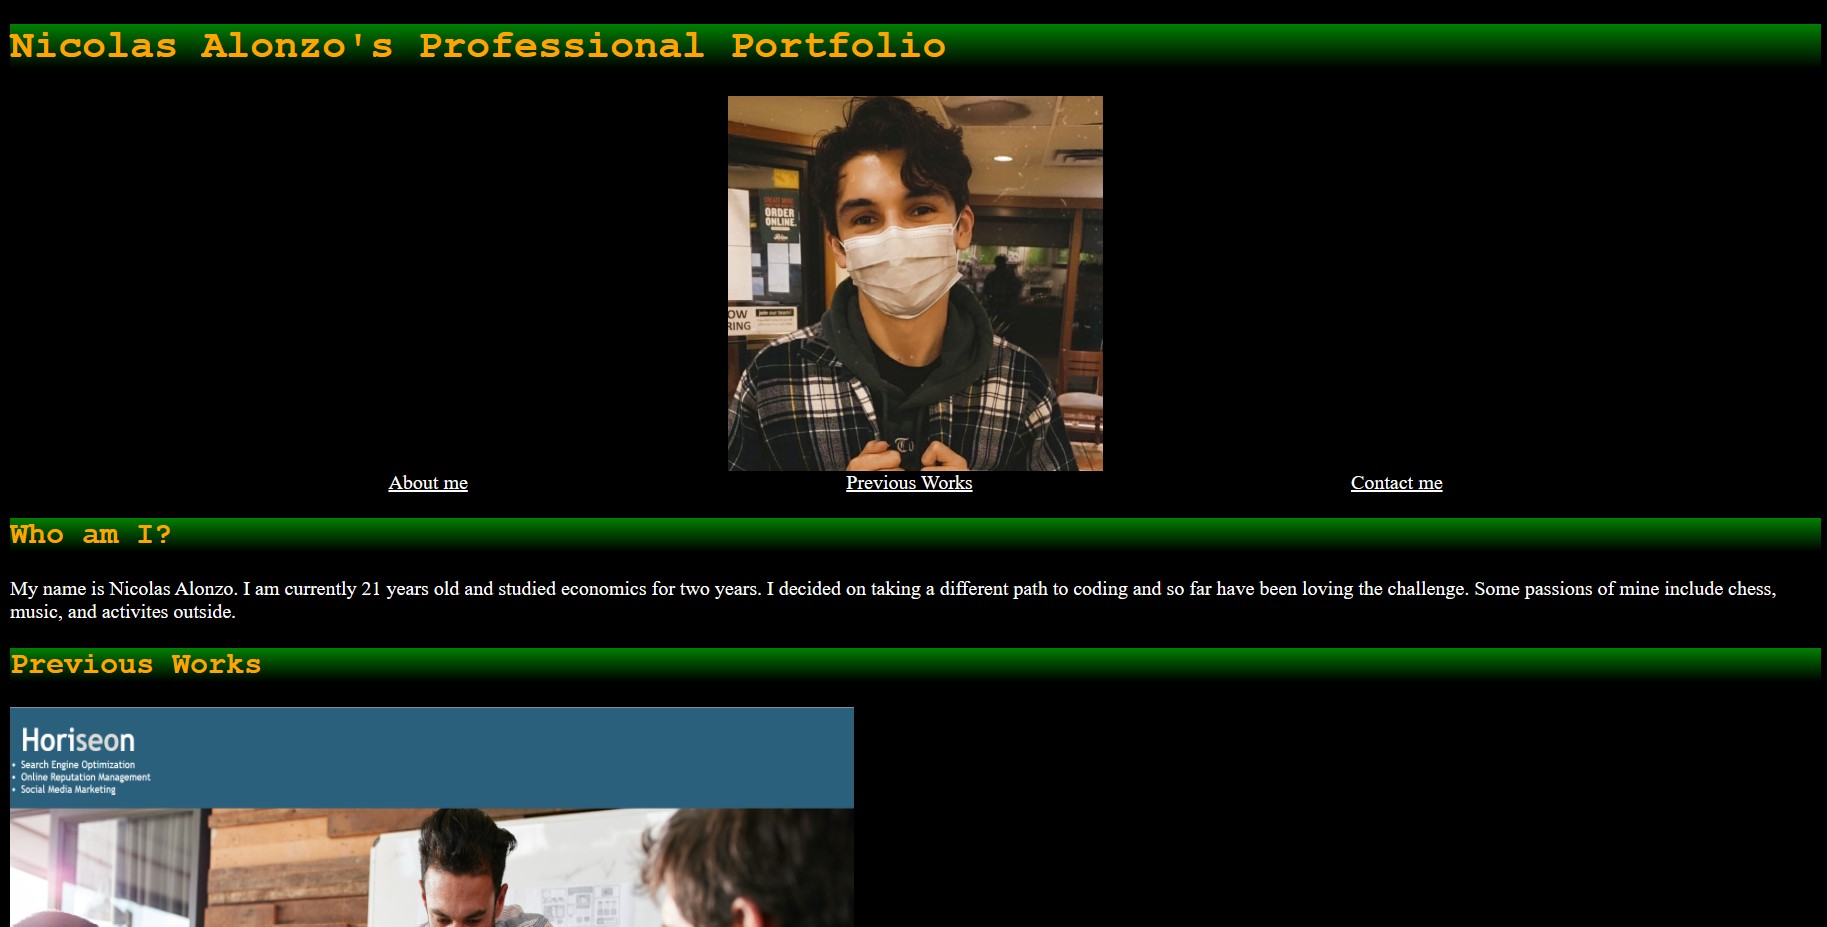 Nicolas Alonzo's Professional Portfolio
ORDER
ONLINE.
OW
RING
join our team!
About me
Previous Works
Contact me
Who am I?
My name is Nicolas Alonzo. I am currently 21 years old and studied economics for two years. I decided on taking a different path to coding and so far have been loving the challenge. Some passions of mine include chess,
music, and activites outside.
Previous Works
Horiseon
• Search Engine Optimization
• Online Reputation Management
• Social Media Marketing